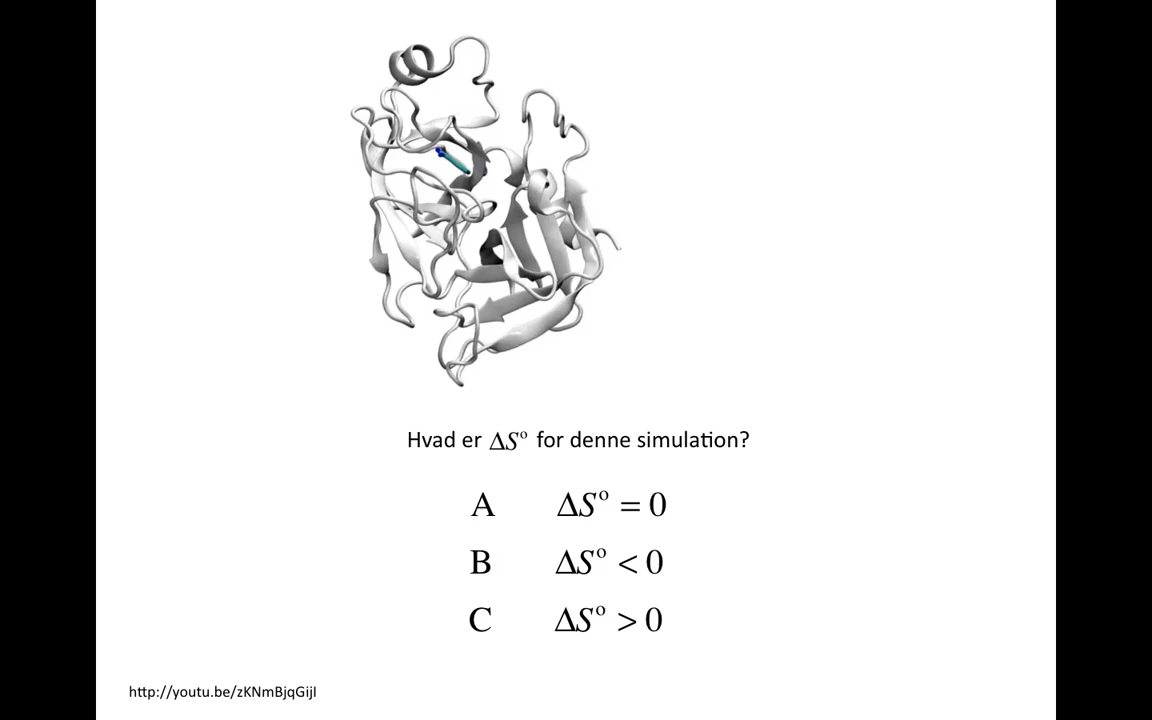 Hvad er ΔS° for denne simulation?
A ΔS° = 0
B ΔS° < 0
C ΔS° > 0
http://youtu.be/zKNmBjqGijI